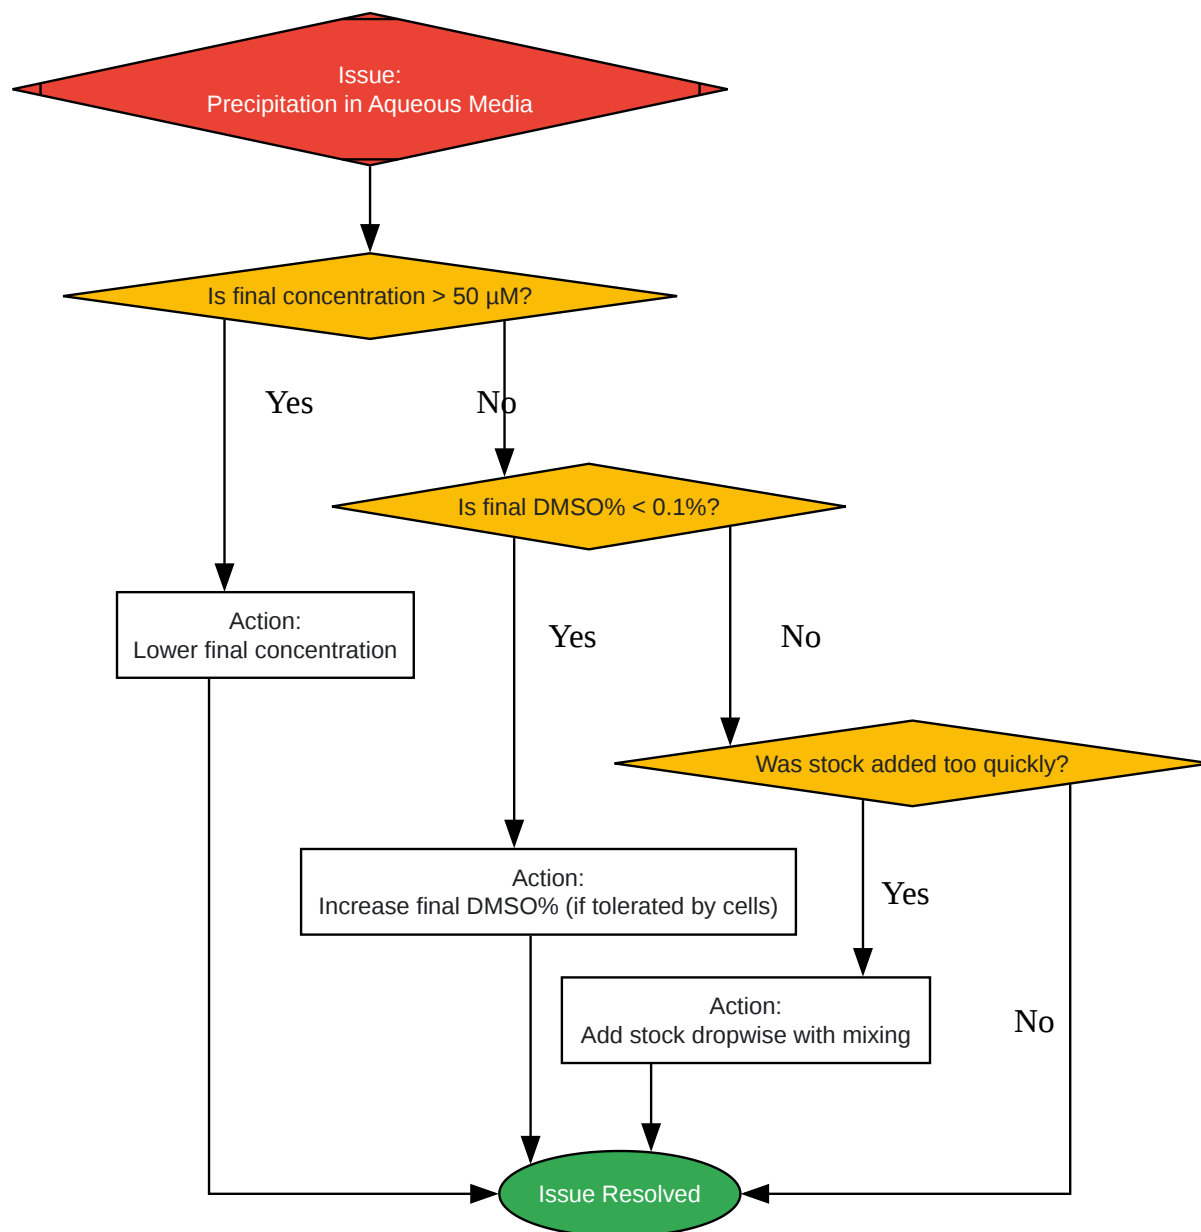 Issue:
Precipitation in Aqueous Media
Is final concentration > 50 µM?
Yes
No
Is final DMSO% < 0.1%?
Action:
Lower final concentration
Yes
No
Was stock added too quickly?
Action:
Increase final DMSO% (if tolerated by cells)
Yes
Action:
Add stock dropwise with mixing
No
Issue Resolved